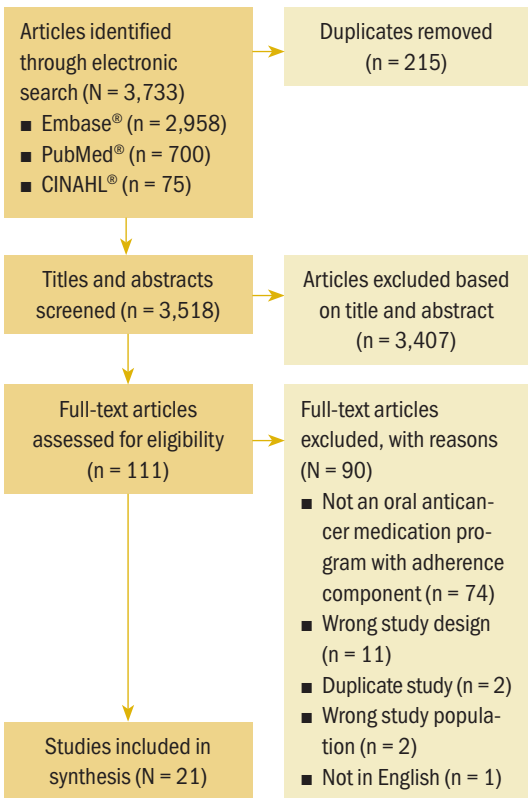 Articles identified
through electronic
search (N = 3,733)
■ Embase® (n = 2,958)
■ PubMed® (n = 700)
■ CINAHL® (n = 75)
Duplicates removed
(n = 215)
Titles and abstracts
screened (n = 3,518)
Articles excluded based
on title and abstract
(n = 3,407)
Full-text articles
assessed for eligibility
(n = 111)
Full-text articles
excluded, with reasons
(N = 90)
■ Not an oral antican-
cer medication pro-
gram with adherence
component (n = 74)
■ Wrong study design
(n = 11)
■ Duplicate study (n = 2)
■ Wrong study popula-
tion (n = 2)
■ Not in English (n = 1)
Studies included in
synthesis (N = 21)